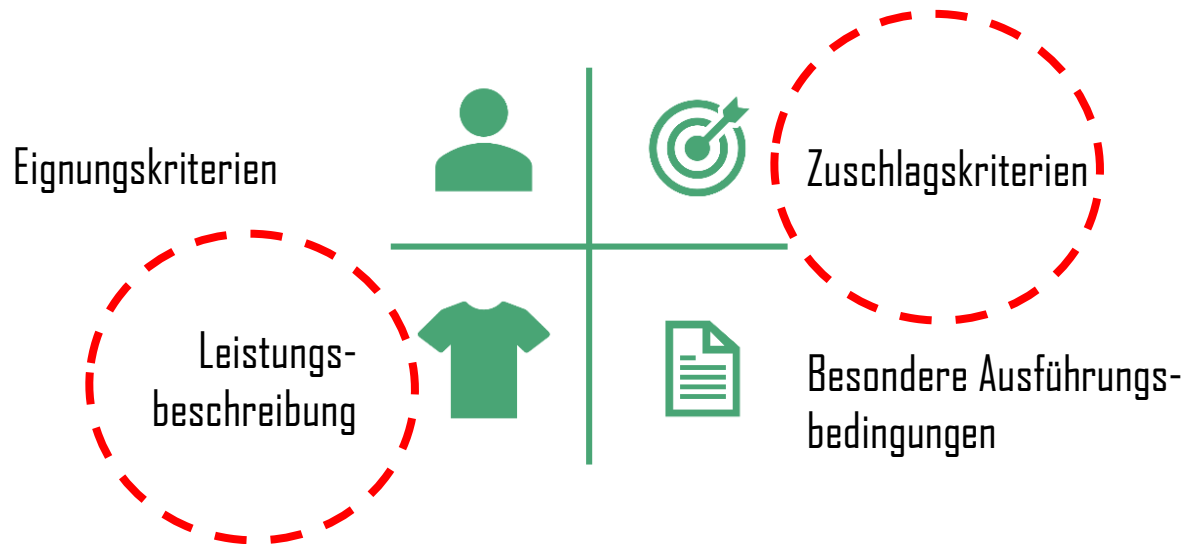 Eignungskriterien
Zuschlagskriterien
Leistungs-
beschreibung
Besondere Ausführungs-
bedingungen